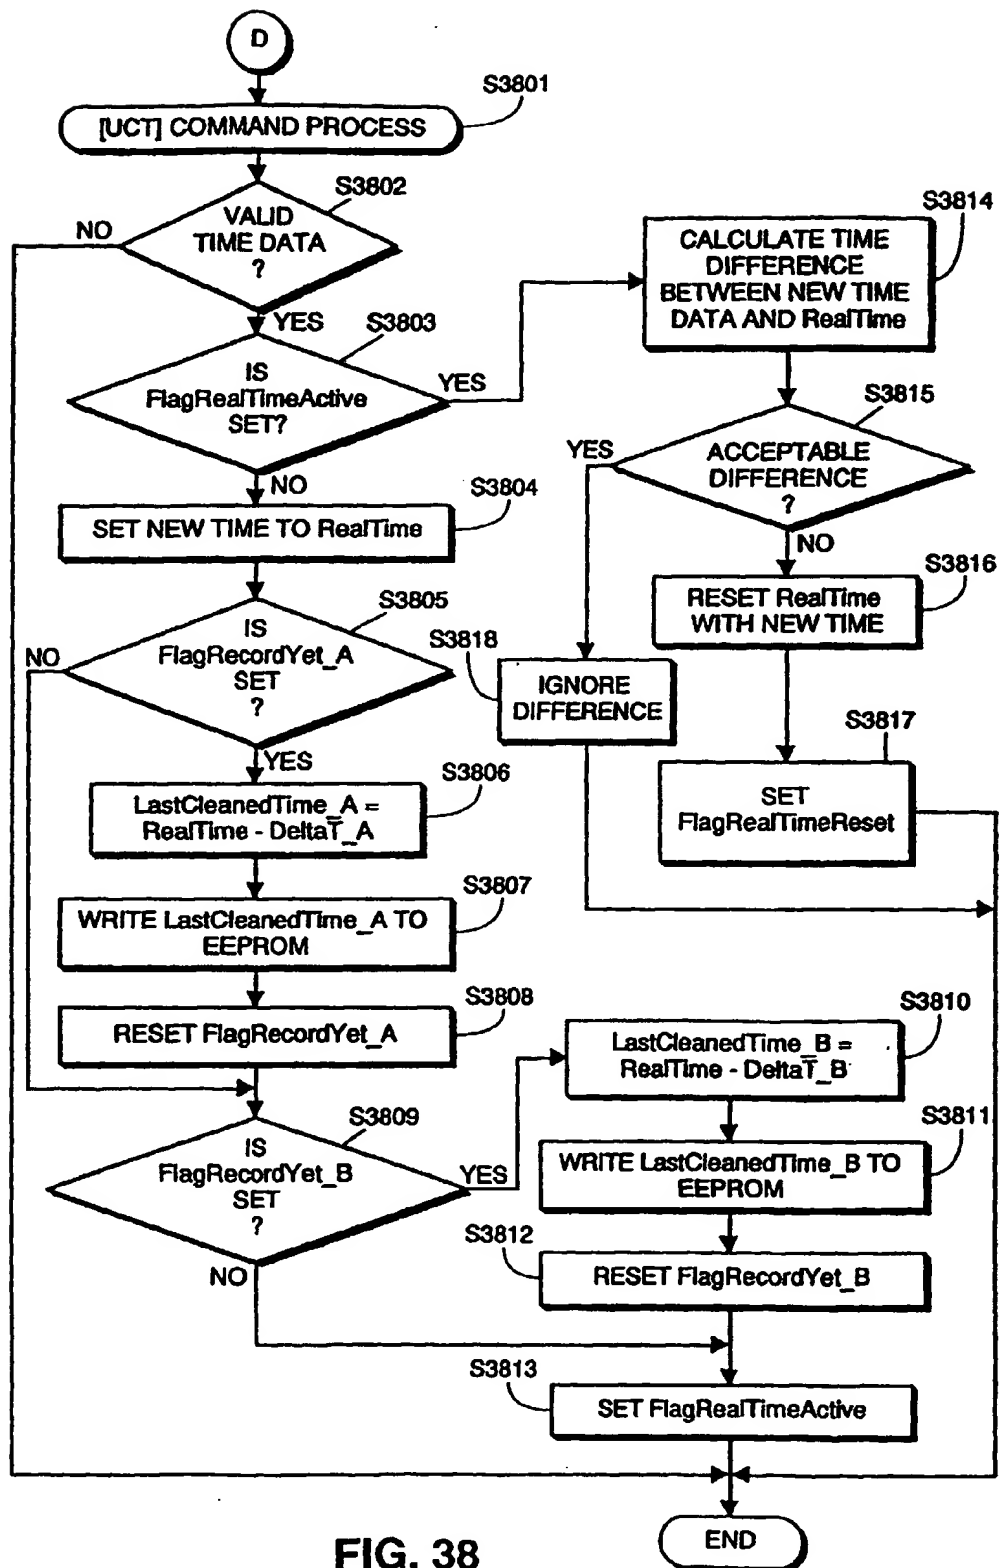 D
S3801
[UCT] COMMAND PROCESS
S3802
VALID
TIME DATA
?
NO
YES
S3803
IS
FlagRealTimeActive
SET?
YES
NO
S3804
SET NEW TIME TO RealTime
S3805
IS
FlagRecordYet_A
SET
?
NO
YES
S3806
LastCleanedTime_A =
RealTime - DeltaT_A
S3807
WRITE LastCleanedTime_A TO
EEPROM
S3808
RESET FlagRecordYet_A
S3809
IS
FlagRecordYet_B
SET
?
YES
NO
S3810
LastCleanedTime_B =
RealTime - DeltaT_B
S3811
WRITE LastCleanedTime_B TO
EEPROM
S3812
RESET FlagRecordYet_B
S3813
SET FlagRealTimeActive
S3814
CALCULATE TIME
DIFFERENCE
BETWEEN NEW TIME
DATA AND RealTime
S3815
ACCEPTABLE
DIFFERENCE
?
YES
NO
S3816
RESET RealTime
WITH NEW TIME
S3818
IGNORE
DIFFERENCE
S3817
SET
FlagRealTimeReset
END
FIG. 38